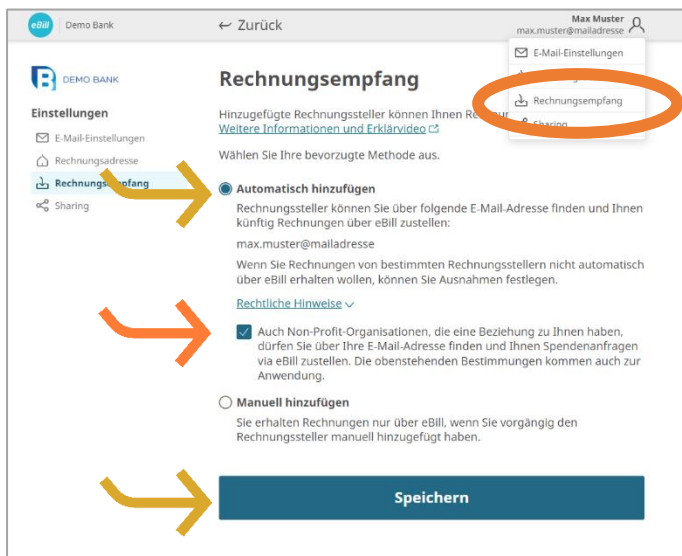 eBill Demo Bank
← Zurück
Max Muster
max.muster@mailadresse
E-Mail-Einstellungen
Rechnungsempfang
Sharing
DEMO BANK
Einstellungen
E-Mail-Einstellungen
Rechnungsadresse
Rechnungsempfang
Sharing
Rechnungsempfang
Hinzugefügte Rechnungssteller können Ihnen
Weitere Informationen und Erklärvideo
Wählen Sie Ihre bevorzugte Methode aus.
Automatisch hinzufügen
Rechnungssteller können Sie über folgende E-Mail-Adresse finden und Ihnen
künftig Rechnungen über eBill zustellen:
max.muster@mailadresse
Wenn Sie Rechnungen von bestimmten Rechnungsstellern nicht automatisch
über eBill erhalten wollen, können Sie Ausnahmen festlegen.
Rechtliche Hinweise
Auch Non-Profit-Organisationen, die eine Beziehung zu Ihnen haben,
dürfen Sie über Ihre E-Mail-Adresse finden und Ihnen Spendenanfragen
via eBill zustellen. Die obenstehenden Bestimmungen kommen auch zur
Anwendung.
Manuell hinzufügen
Sie erhalten Rechnungen nur über eBill, wenn Sie vorgängig den
Rechnungssteller manuell hinzugefügt haben.
Speichern